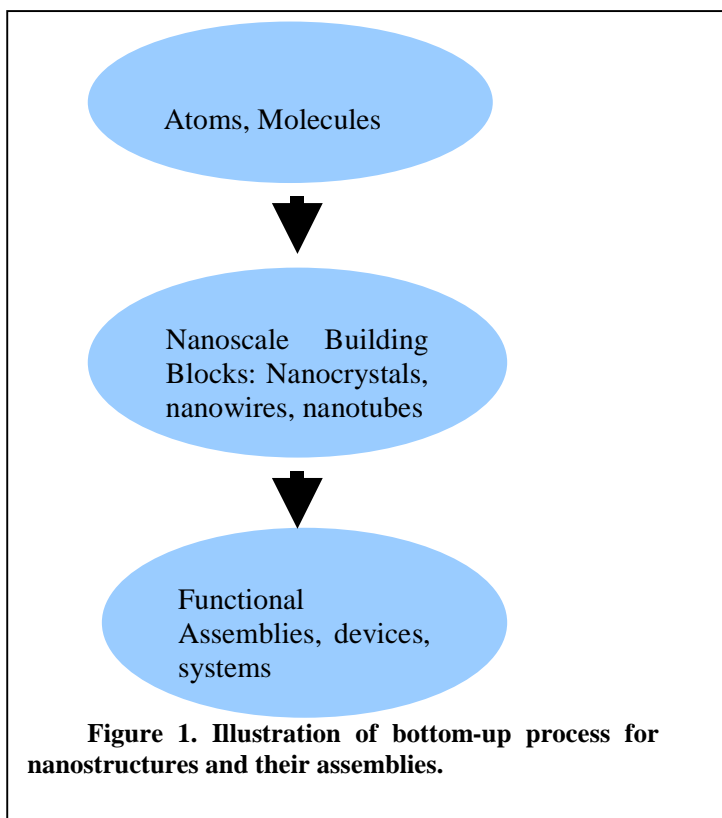 Atoms, Molecules
Nanoscale Building
Blocks: Nanocrystals,
nanowires, nanotubes
Functional
Assemblies, devices,
systems
Figure 1. Illustration of bottom-up process for
nanostructures and their assemblies.